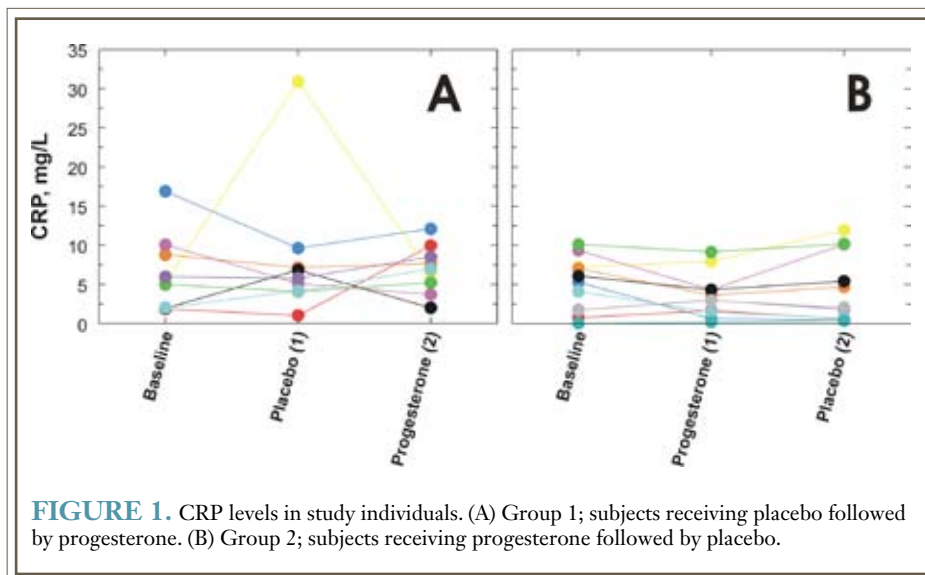 A
B
35
30
25
20
15
10
5
0
CRP, mg/L
Baseline
Placebo (1)
Progesterone (2)
Baseline
Progesterone (1)
Placebo (2)
FIGURE 1. CRP levels in study individuals. (A) Group 1; subjects receiving placebo followed
by progesterone. (B) Group 2; subjects receiving progesterone followed by placebo.